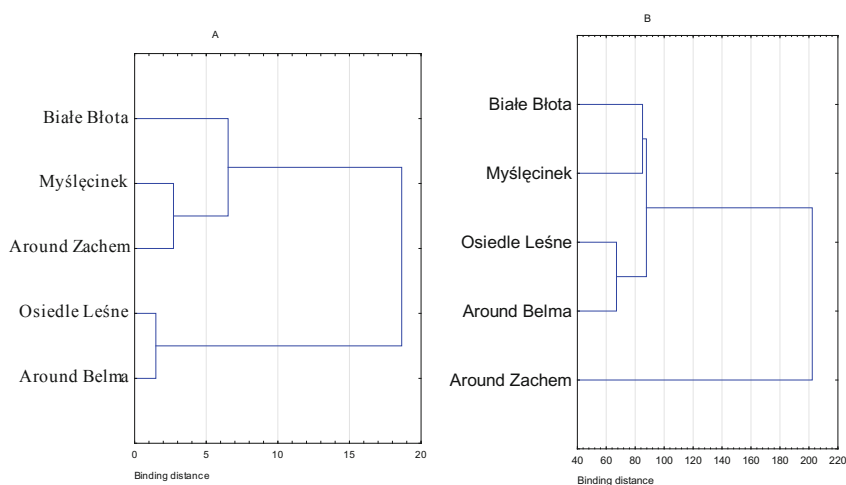 A
Białe Błota
Myślęcinek
Around Zachem
Osiedle Leśne
Around Belma
0 5 10 15 20
Binding distance
B
Białe Błota
Myślęcinek
Osiedle Leśne
Around Belma
Around Zachem
40 60 80 100 120 140 160 180 200 220
Binding distance